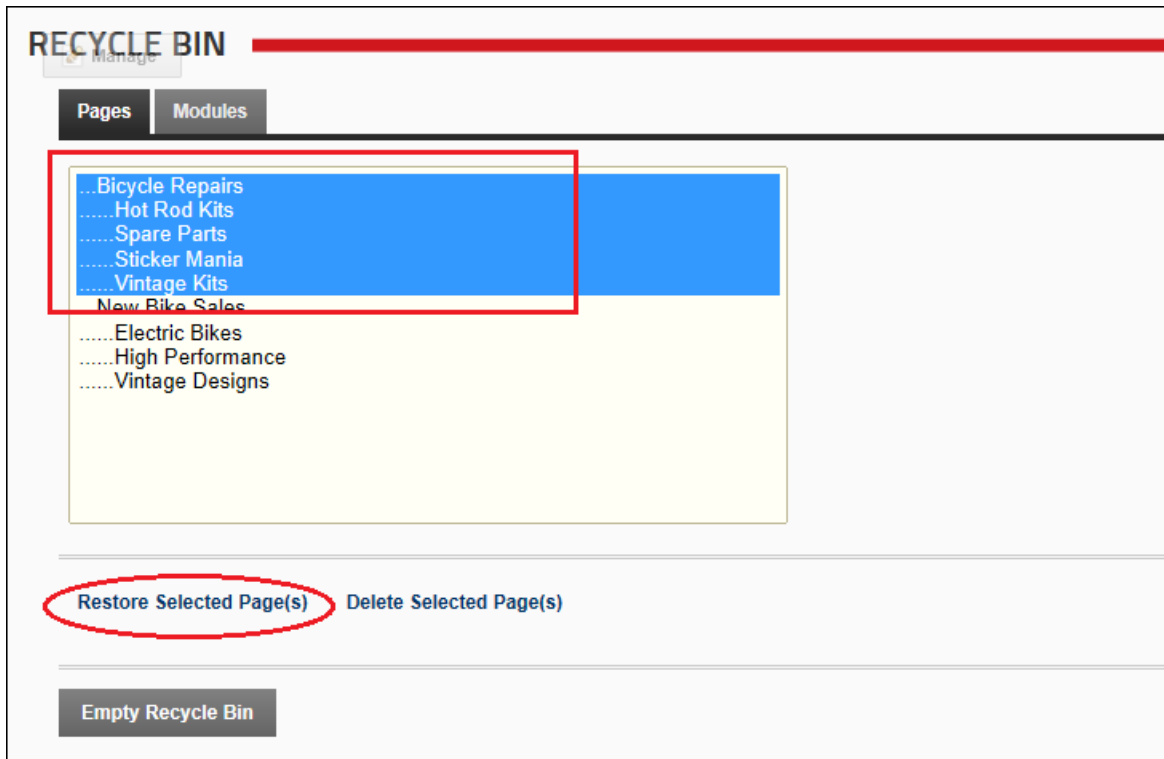 RECYCLE BIN
Manage
Pages Modules
...Bicycle Repairs
......Hot Rod Kits
......Spare Parts
......Sticker Mania
......Vintage Kits
...New Bike Sales
......Electric Bikes
......High Performance
......Vintage Designs
Restore Selected Page(s) Delete Selected Page(s)
Empty Recycle Bin